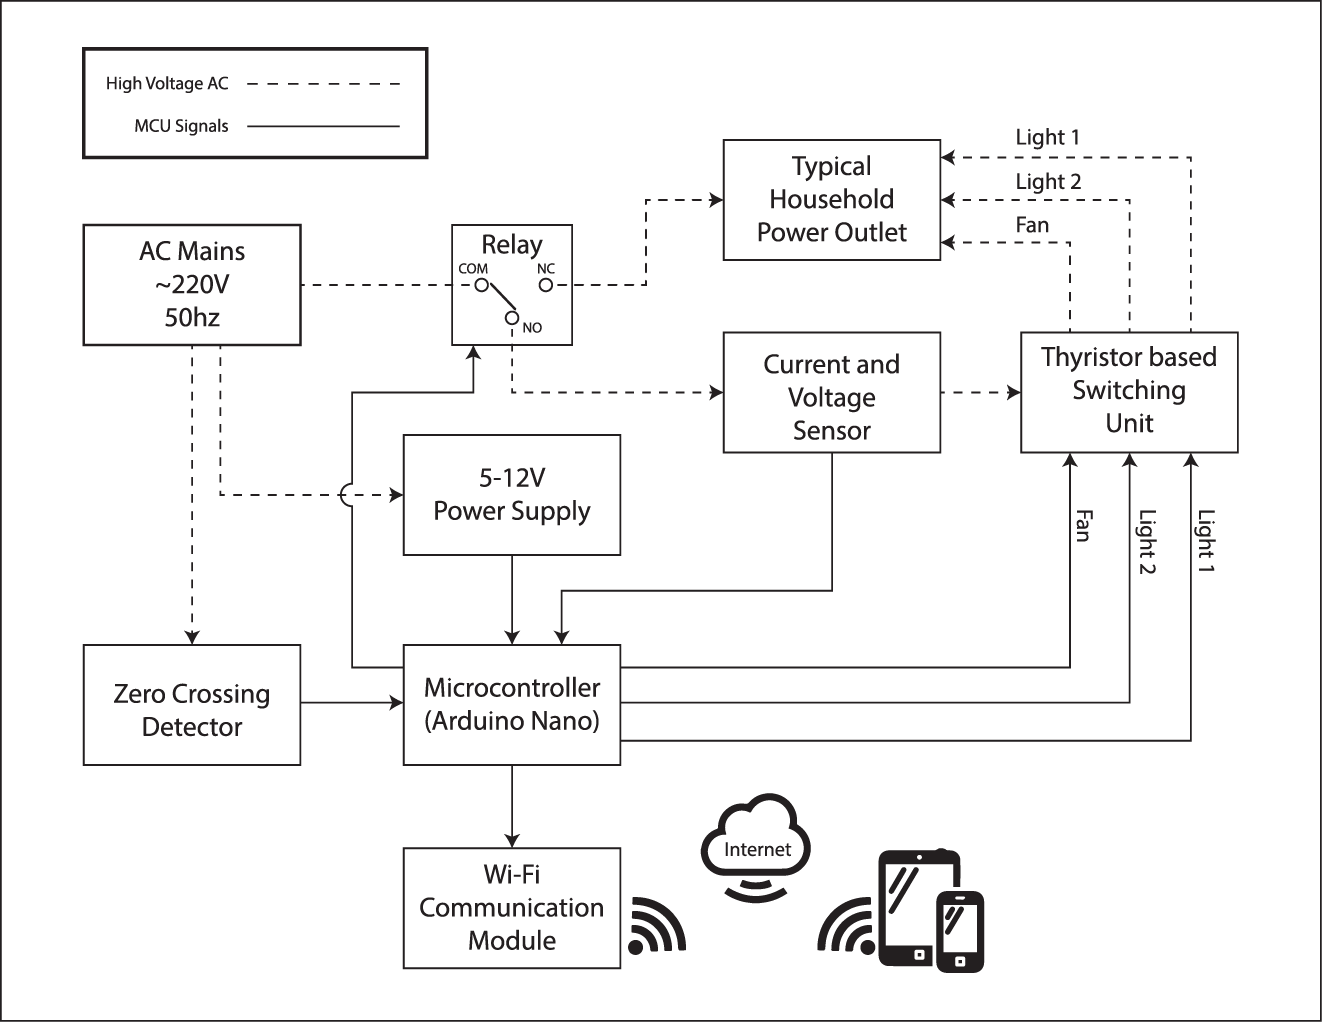 High Voltage AC
MCU Signals
AC Mains
~220V
50hz
Relay
COM
NC
NO
Typical
Household
Power Outlet
Light 1
Light 2
Fan
Current and
Voltage
Sensor
Thyristor based
Switching
Unit
5-12V
Power Supply
Fan
Light 2
Light 1
Zero Crossing
Detector
Microcontroller
(Arduino Nano)
Wi-Fi
Communication
Module
Internet